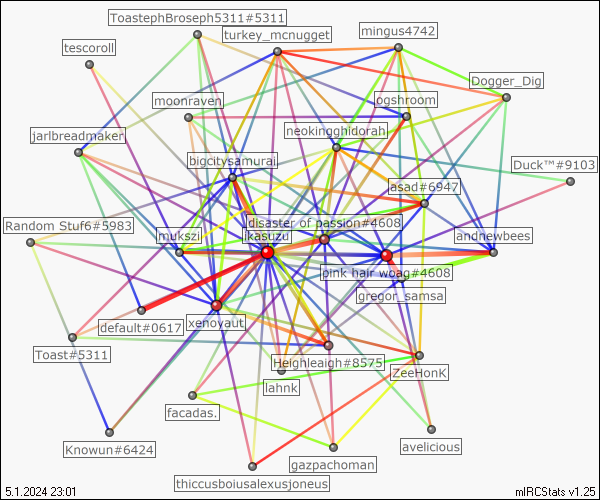 ToastephBroseph5311#5311
turkey_mcnugget
mingus4742
tescoroll
Dogger_Dig
moonraven
ogshroom
jarlbreadmaker
neokingghidorah
bigcitysamurai
Duck™#9103
asad#6947
Random Stuf6#5983
disaster of passion#4608
mukszi
ikasuzu
andnewbees
pink hair woag#4608
gregor_samsa
default#0617
xenoyaut
Toast#5311
Heighleaigh#8575
ZeeHonK
lahnk
facadas.
Knowun#6424
avelicious
gazpachoman
thiccusboiusalexusjoneus
5.1.2024 23:01
mIRCStats v1.25